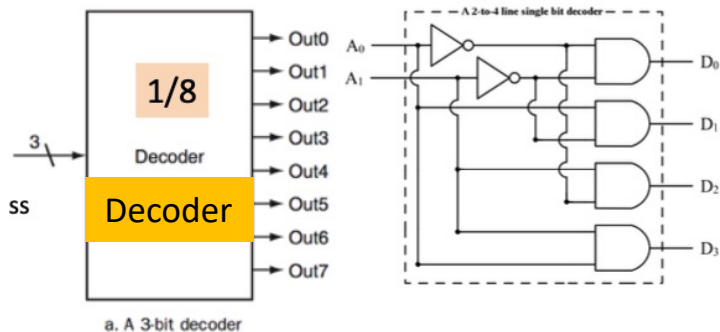 1/8
Decoder
3
ss
Decoder
Out0
Out1
Out2
Out3
Out4
Out5
Out6
Out7
a. A 3-bit decoder
A 2-to-4 line single bit decoder
A0
A1
D0
D1
D2
D3